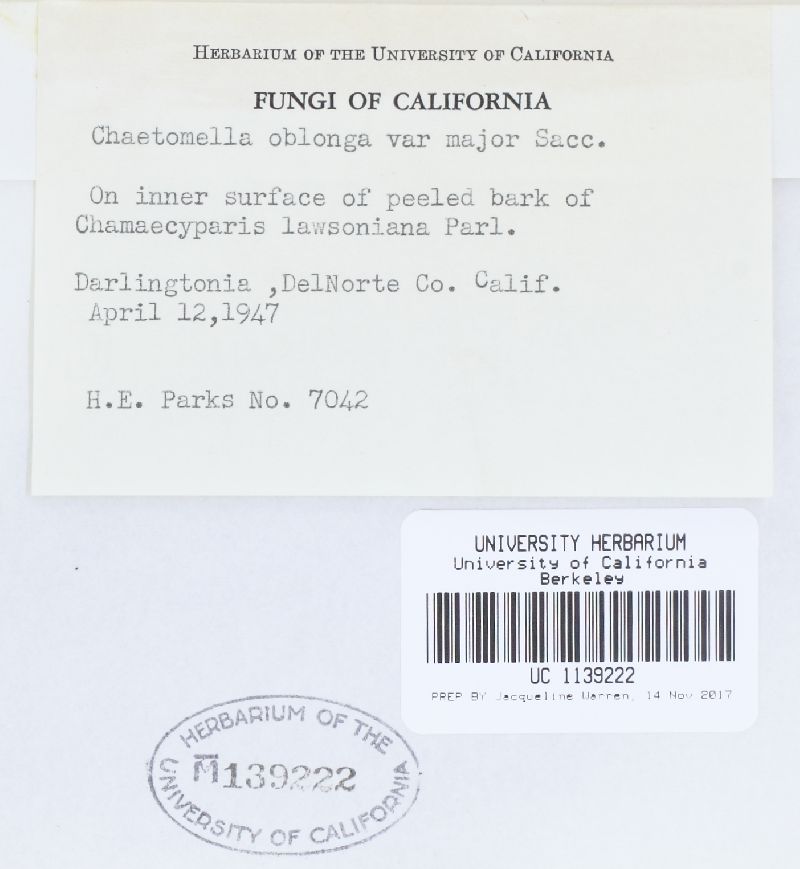 HERBARIUM OF THE UNIVERSITY OF CALIFORNIA
FUNGI OF CALIFORNIA
Chaetomella oblonga var major Sacc.
On inner surface of peeled bark of
Chamaecyparis lawsoniana Parl.
Darlingtonia ,DelNorte Co. Calif.
April 12,1947
H.E. Parks No. 7042
UNIVERSITY HERBARIUM
University of California
Berkeley
UC 1139222
PREP BY Jacqueline Warren, 14 Nov 2017
HERBARIUM OF THE
M̅139222
UNIVERSITY OF CALIFORNIA